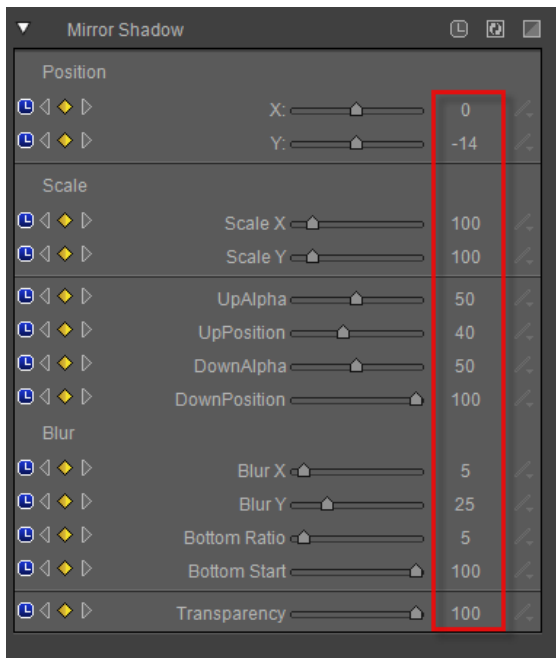 Mirror Shadow
Position
X: 0
Y: -14
Scale
Scale X 100
Scale Y 100
UpAlpha 50
UpPosition 40
DownAlpha 50
DownPosition 100
Blur
Blur X 5
Blur Y 25
Bottom Ratio 5
Bottom Start 100
Transparency 100